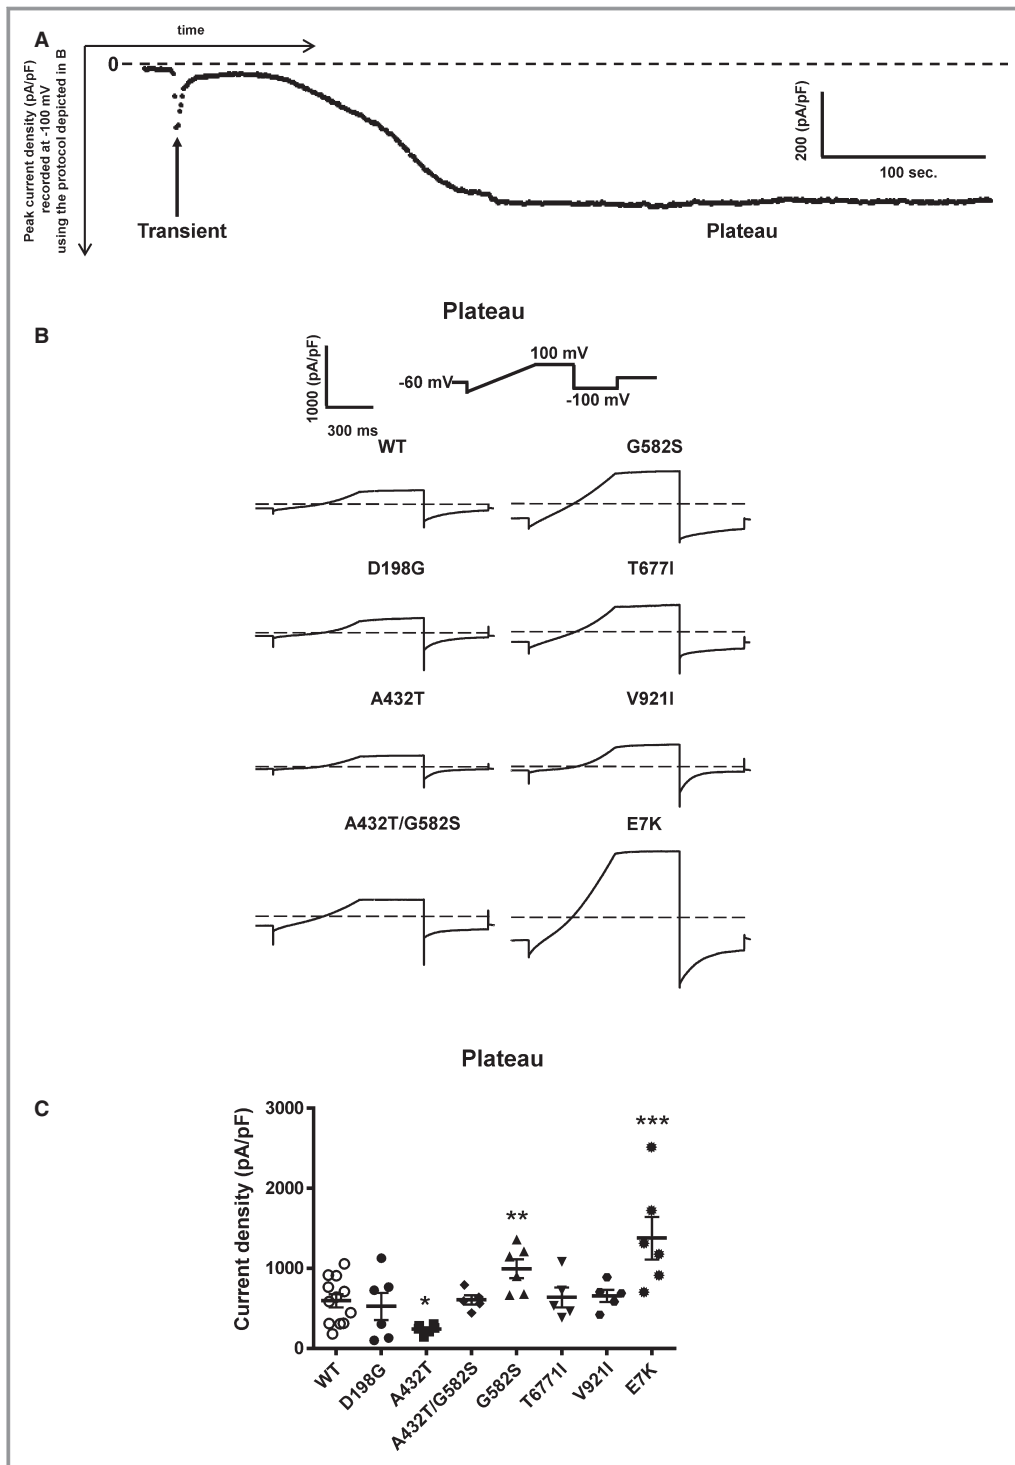 A
time
0
Peak current density (pA/pF)
recorded at -100 mV
using the protocol depicted in B
200 (pA/pF)
100 sec.
Transient
Plateau
Plateau
B
1000 (pA/pF)
300 ms
100 mV
-60 mV
-100 mV
WT
G582S
D198G
T677I
A432T
V921I
A432T/G582S
E7K
Plateau
C
Current density (pA/pF)
3000
2000
1000
0
*
**
***
WT
D198G
A432T
A432T/G582S
G582S
T6771I
V921I
E7K